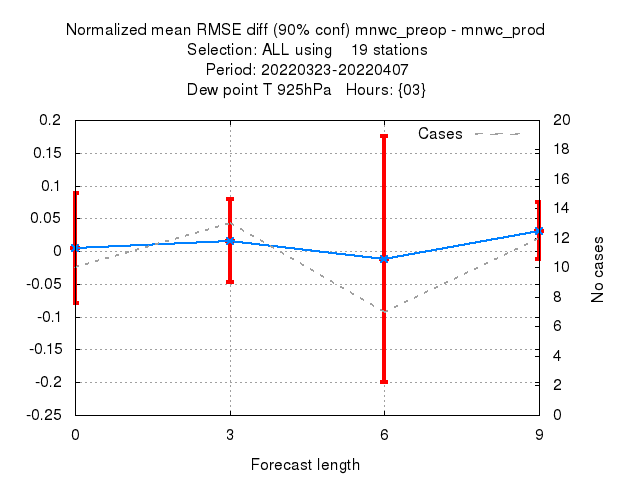 Normalized mean RMSE diff (90% conf) mnwc_preop - mnwc_prod
Selection: ALL using 19 stations
Period: 20220323-20220407
Dew point T 925hPa Hours: {03}
Cases
0.2
0.15
0.1
0.05
0
-0.05
-0.1
-0.15
-0.2
-0.25
20
18
16
14
12
10
8
6
4
2
0
No cases
0 3 6 9
Forecast length